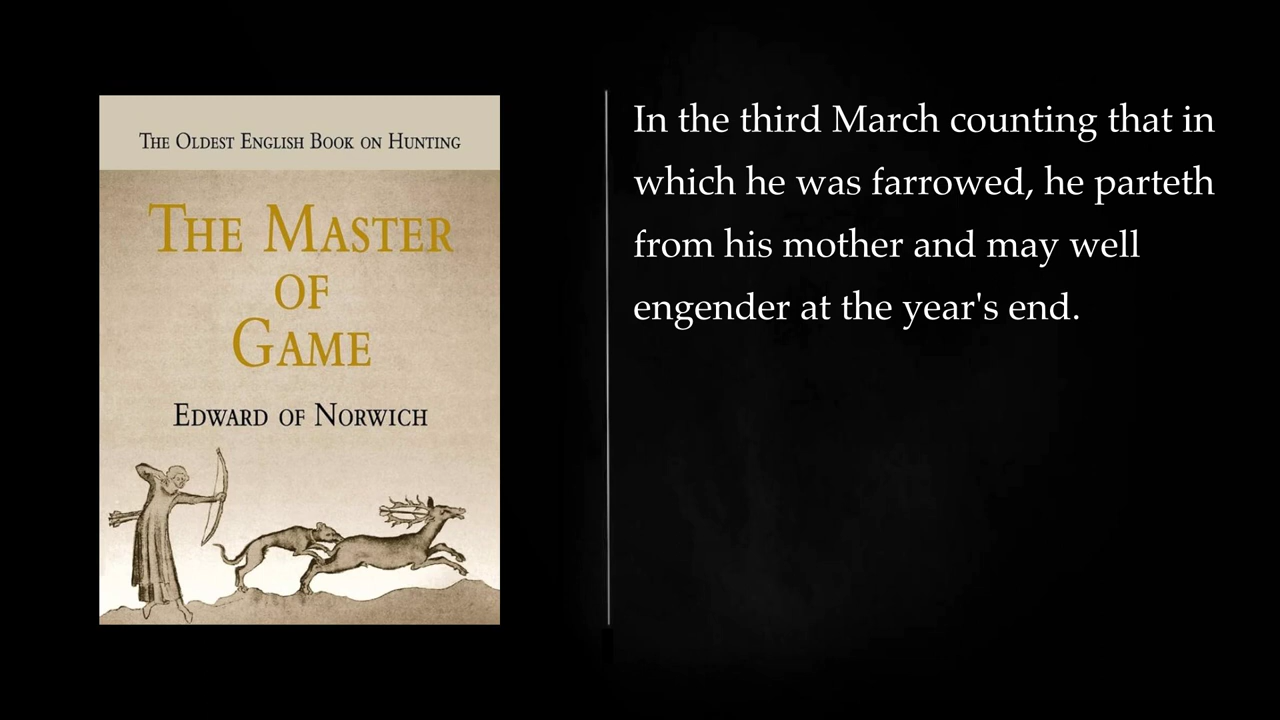 The Oldest English Book on Hunting
The Master
of
Game
Edward of Norwich
In the third March counting that in
which he was farrowed, he parteth
from his mother and may well
engender at the year's end.